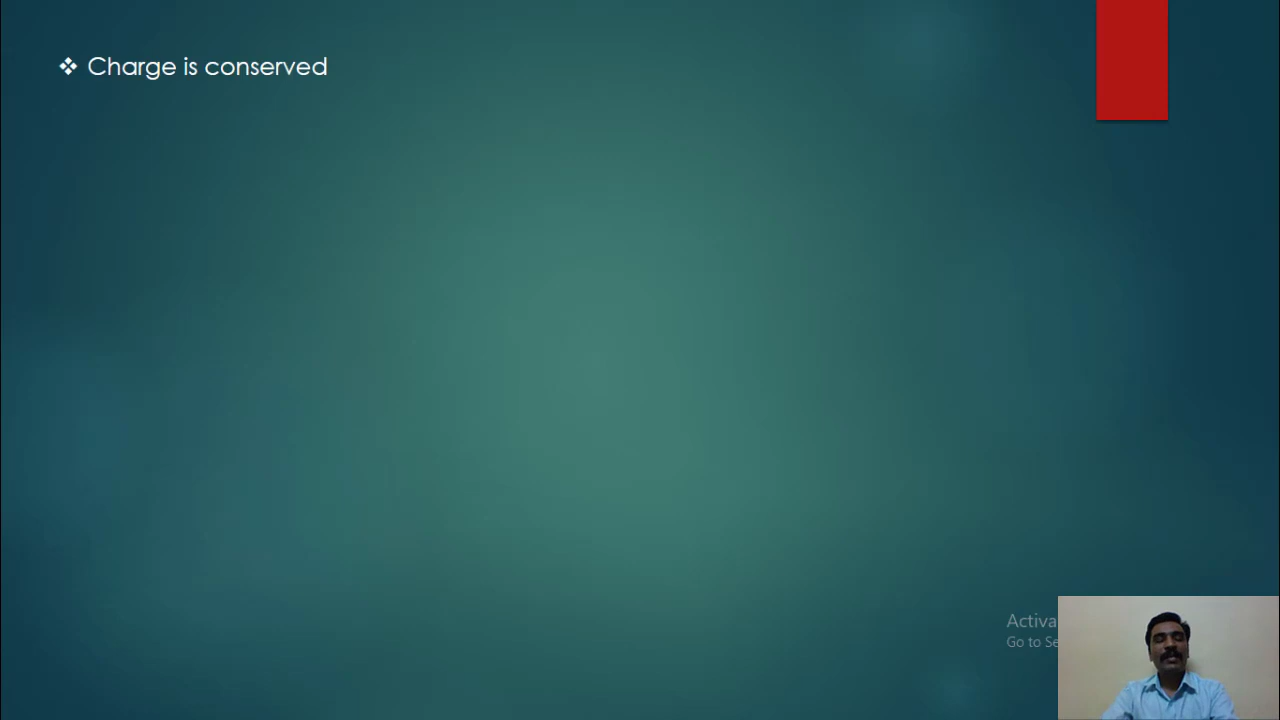 ❖ Charge is conserved
Activa
Go to Se